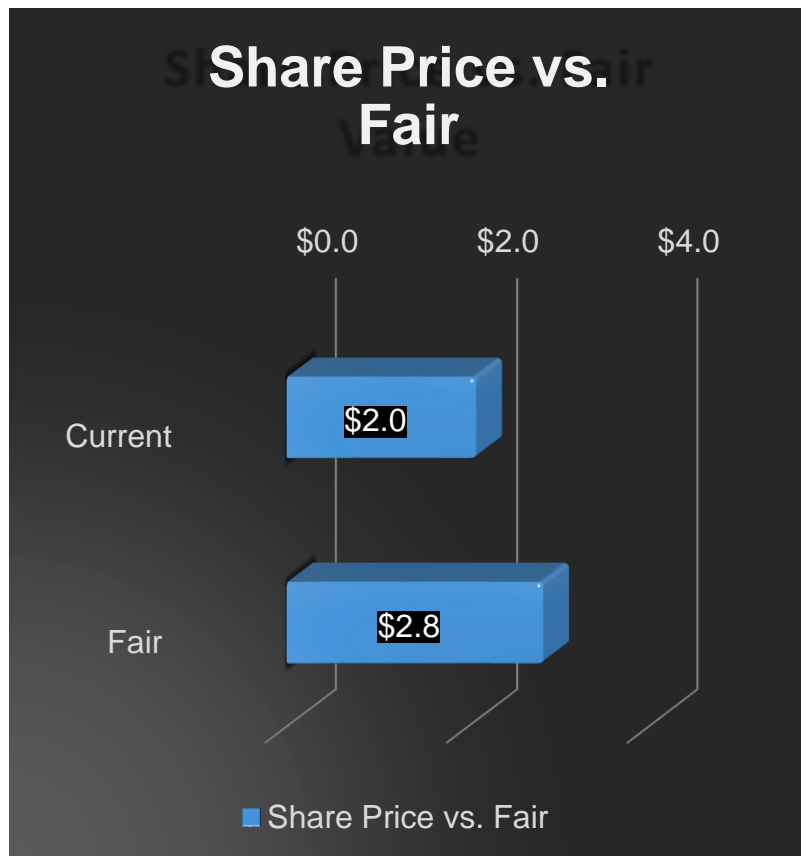 Share Price vs.
Fair
$0.0 $2.0 $4.0
Current
$2.0
Fair
$2.8
Share Price vs. Fair